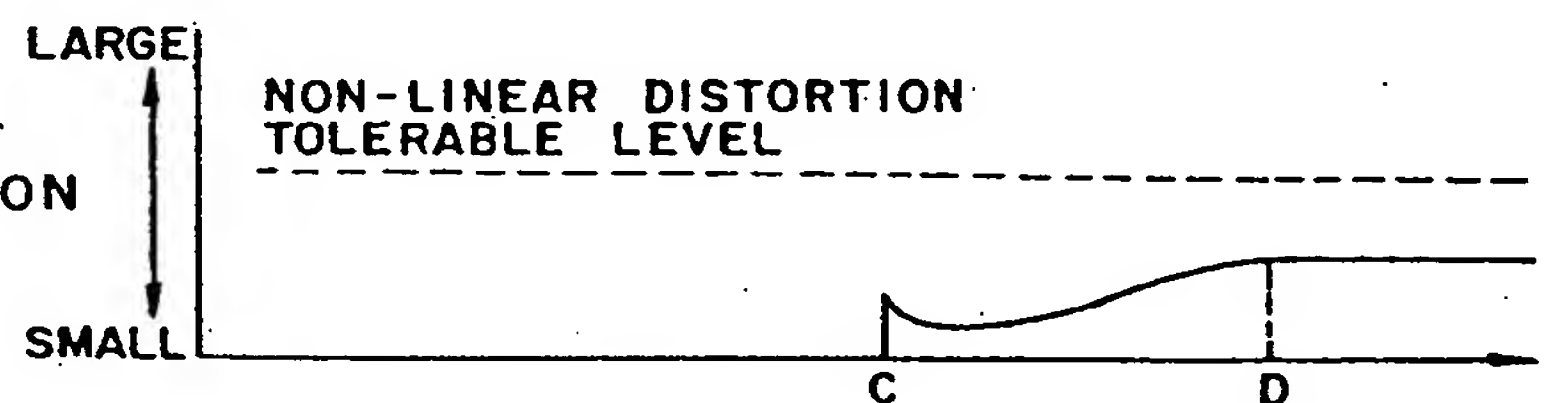 LARGE
NON-LINEAR DISTORTION
TOLERABLE LEVEL
ON
SMALL
C
D